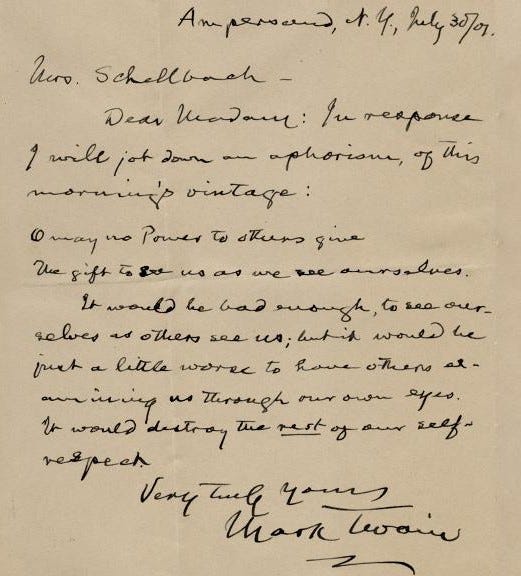 Ampersand, N.Y., July 30/01.
Mrs. Schellbach –
Dear Madam: In response
I will jot down an aphorism, of this
morning's vintage:
O may no Power to others give
The gift to see us as we see ourselves.
It would be bad enough, to see our-
selves as others see us; but it would be
just a little worse to have others ex-
amining us through our own eyes.
It would destroy the rest of our self-
respect.
Very truly yours
Mark Twain